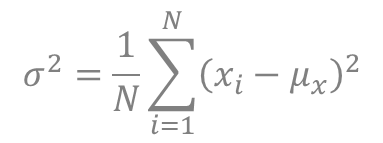 σ² = 1/N ∑_{i=1}^{N} (x_i − μ_x)²